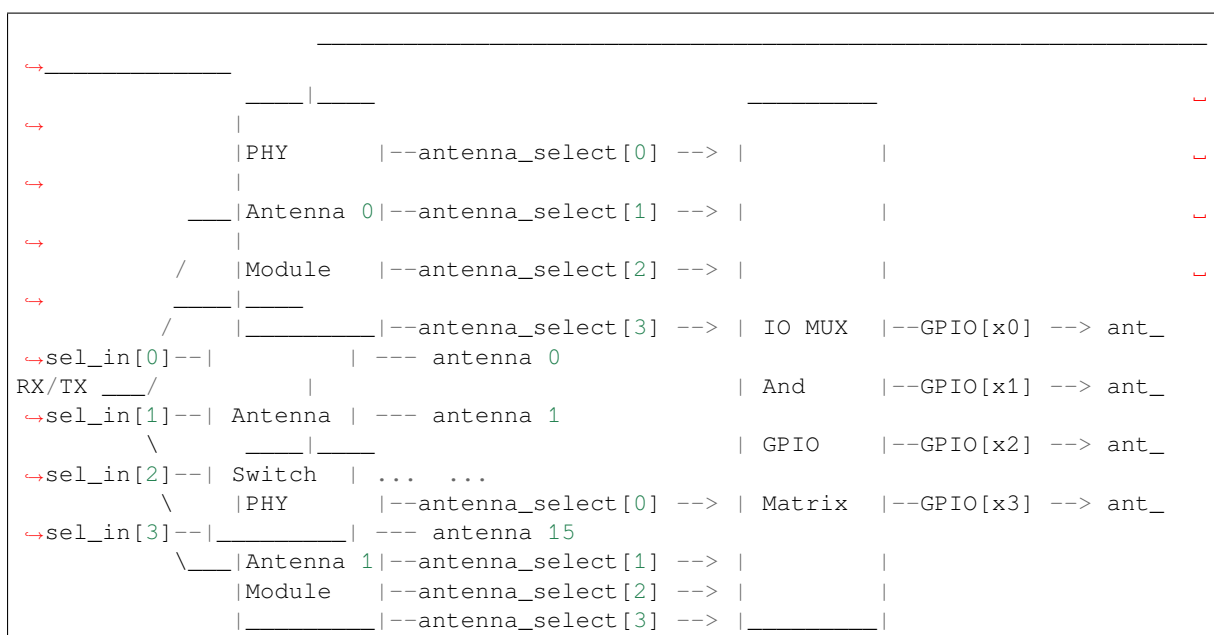 ______________________________________________________________
↪_____________
                ____|____                          _________                      ␣
↪               |
                |PHY      |--antenna_select[0] --> |         |                    ␣
↪               |
             ___|Antenna 0|--antenna_select[1] --> |         |                    ␣
↪               |
            /   |Module   |--antenna_select[2] --> |         |                    ␣
↪          ____|____
           /    |_________|--antenna_select[3] --> | IO MUX  |--GPIO[x0] --> ant_
↪sel_in[0]--|         | --- antenna 0
RX/TX ___/          |                              | And     |--GPIO[x1] --> ant_
↪sel_in[1]--| Antenna | --- antenna 1
         \      ____|____                          | GPIO    |--GPIO[x2] --> ant_
↪sel_in[2]--| Switch  | ...  ...
          \     |PHY      |--antenna_select[0] --> | Matrix  |--GPIO[x3] --> ant_
↪sel_in[3]--|_________| --- antenna 15
           \___|Antenna 1|--antenna_select[1] --> |         |
               |Module   |--antenna_select[2] --> |         |
               |_________|--antenna_select[3] --> |_________|